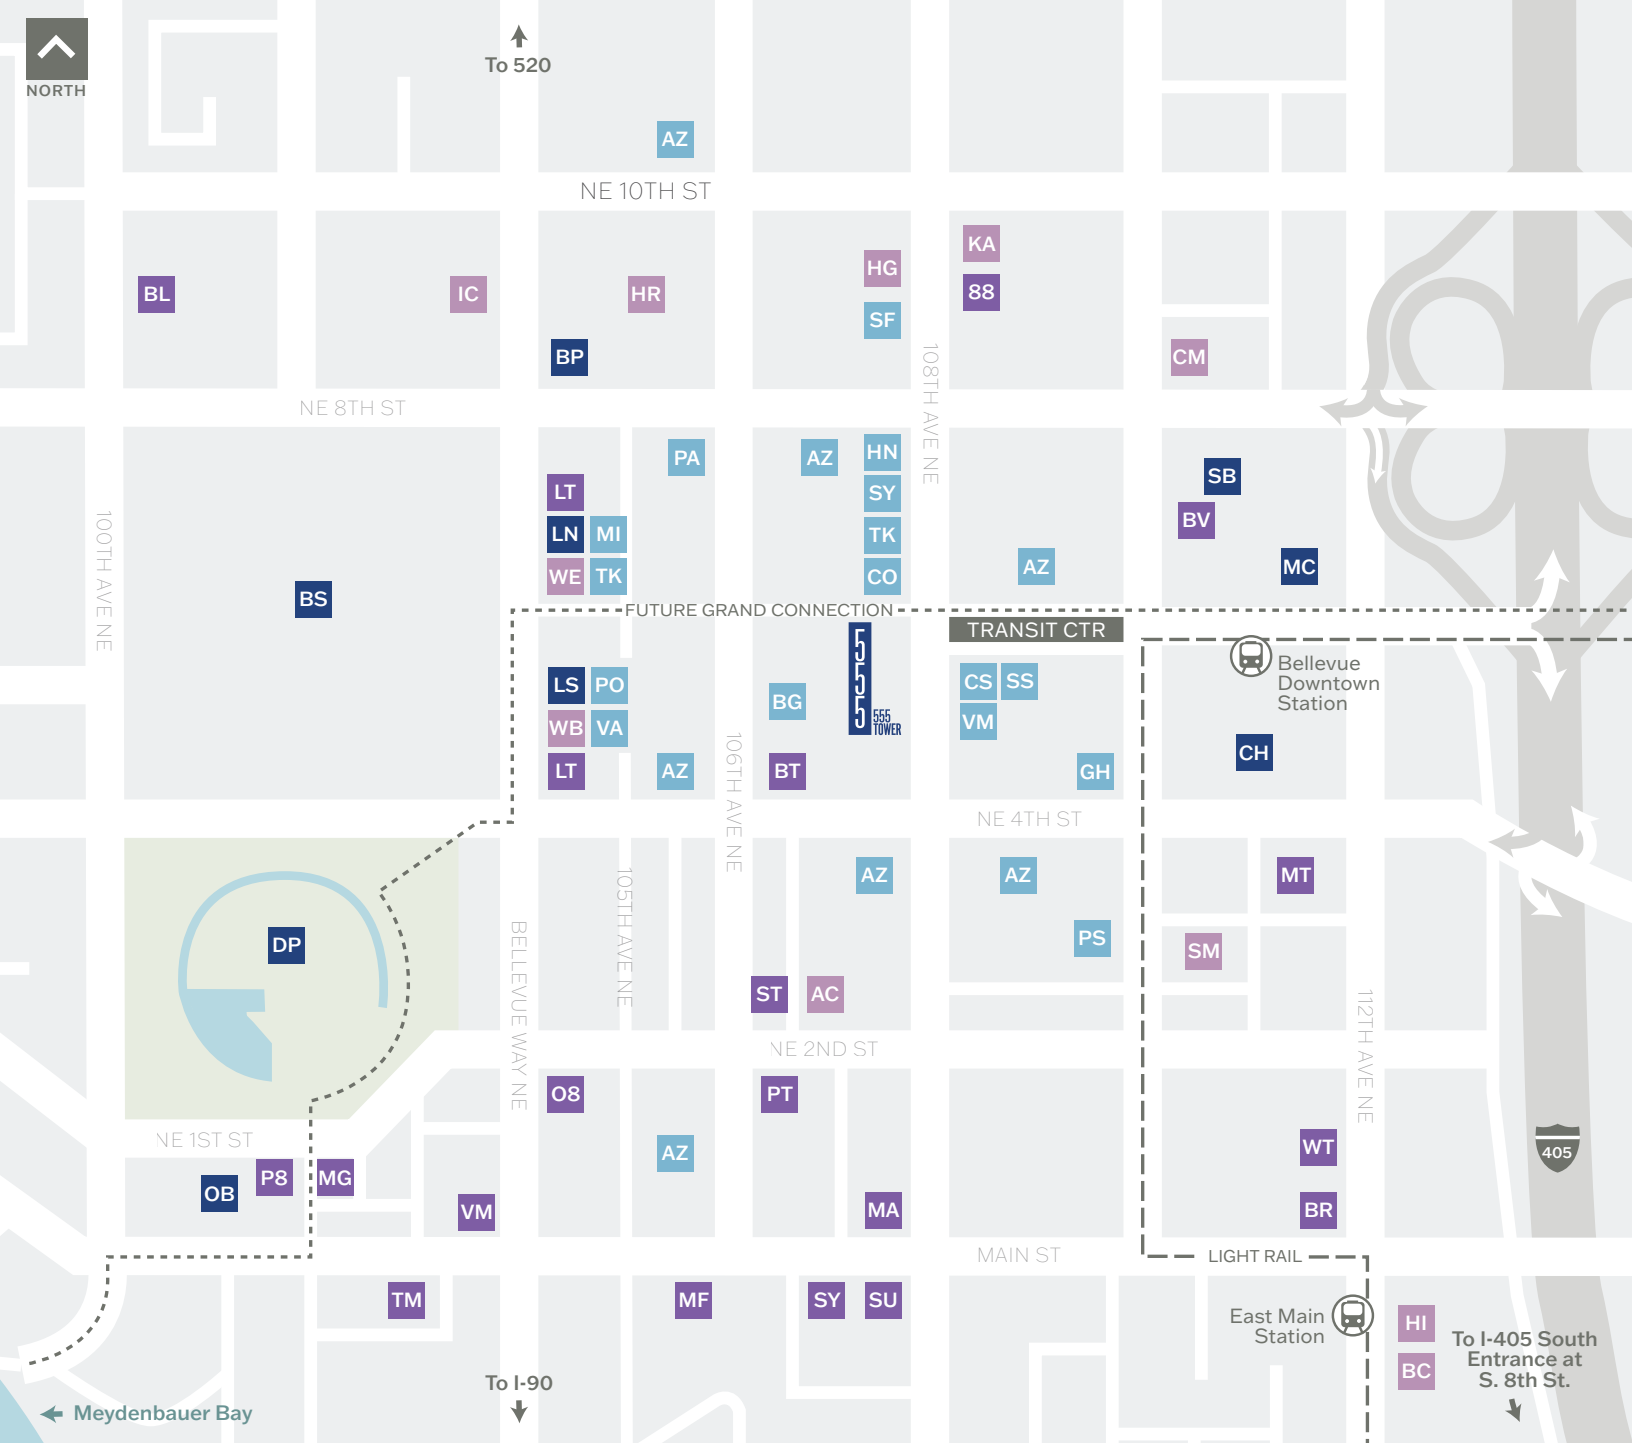 To 520
NORTH
AZ
NE 10TH ST
KA
HG
BL
IC
HR
88
SF
BP
CM
108TH AVE NE
NE 8TH ST
PA
AZ
HN
SB
LT
SY
BV
LN
MI
TK
100TH AVE NE
WE
TK
CO
AZ
MC
BS
FUTURE GRAND CONNECTION
TRANSIT CTR
555
555
TOWER
Bellevue
Downtown
Station
LS
PO
CS
SS
BG
WB
VA
VM
106TH AVE NE
CH
LT
AZ
BT
GH
NE 4TH ST
AZ
AZ
MT
105TH AVE NE
BELLEVUE WAY NE
DP
PS
SM
ST
AC
112TH AVE NE
NE 2ND ST
O8
PT
NE 1ST ST
AZ
WT
405
P8
MG
OB
VM
MA
BR
MAIN ST
LIGHT RAIL
TM
MF
SY
SU
East Main
Station
HI
BC
To I-405 South
Entrance at
S. 8th St.
To I-90
Meydenbauer Bay